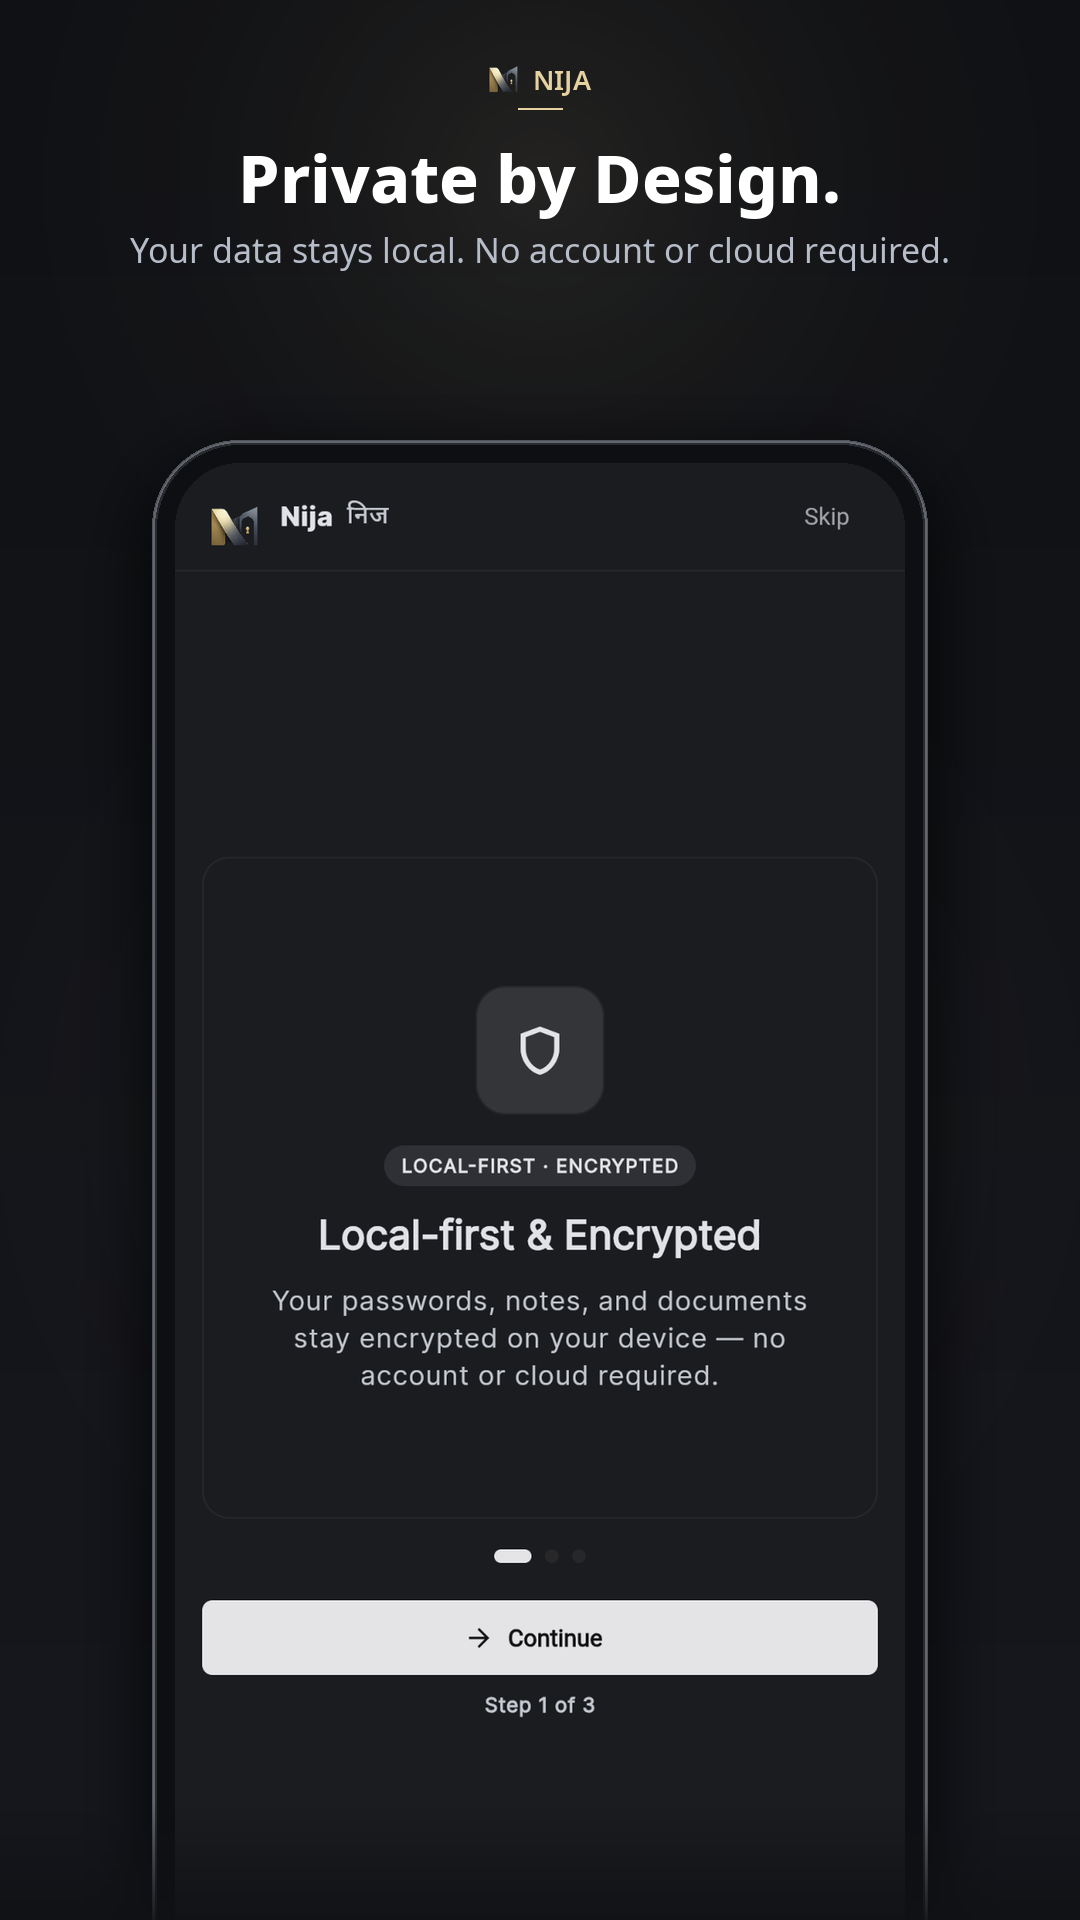 NIJA
Private by Design.
Your data stays local. No account or cloud required.
Nija निज
Skip
LOCAL-FIRST · ENCRYPTED
Local-first & Encrypted
Your passwords, notes, and documents
stay encrypted on your device — no
account or cloud required.
Continue
Step 1 of 3